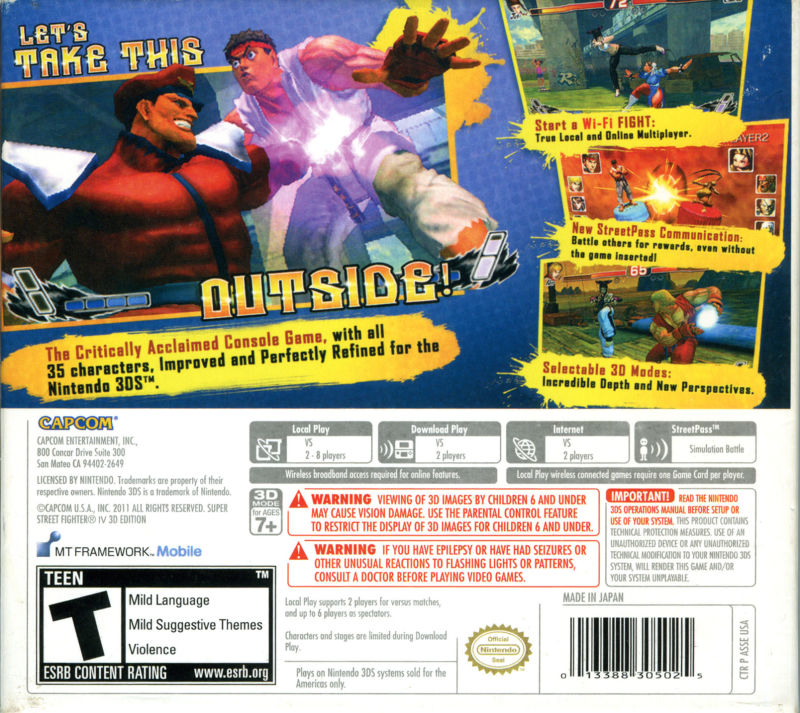 LET'S
TAKE THIS
OUTSIDE!
The Critically Acclaimed Console Game, with all
35 characters, Improved and Perfectly Refined for the
Nintendo 3DS™.
72
Start a Wi-Fi FIGHT:
True Local and Online Multiplayer.
PLAYER2
New StreetPass Communication:
Battle others for rewards, even without
the game inserted!
65
Selectable 3D Modes:
Incredible Depth and New Perspectives.
CAPCOM®
CAPCOM ENTERTAINMENT, INC.,
800 Concar Drive Suite 300
San Mateo CA 94402-2649
LICENSED BY NINTENDO. Trademarks are property of their
respective owners. Nintendo 3DS is a trademark of Nintendo.
©CAPCOM U.S.A., INC. 2011 ALL RIGHTS RESERVED. SUPER
STREET FIGHTER® IV 3D EDITION
MT FRAMEWORK™ Mobile
TEEN ™
T
Mild Language
Mild Suggestive Themes
Violence
ESRB CONTENT RATING www.esrb.org
Local Play
VS
2 - 8 players
Download Play
VS
2 players
Internet
VS
2 players
StreetPass™
Simulation Battle
Wireless broadband access required for online features.
Local Play wireless connected games require one Game Card per player.
3D
MODE
for AGES
7+
WARNING VIEWING OF 3D IMAGES BY CHILDREN 6 AND UNDER
MAY CAUSE VISION DAMAGE. USE THE PARENTAL CONTROL FEATURE
TO RESTRICT THE DISPLAY OF 3D IMAGES FOR CHILDREN 6 AND UNDER.
WARNING IF YOU HAVE EPILEPSY OR HAVE HAD SEIZURES OR
OTHER UNUSUAL REACTIONS TO FLASHING LIGHTS OR PATTERNS,
CONSULT A DOCTOR BEFORE PLAYING VIDEO GAMES.
IMPORTANT! READ THE NINTENDO
3DS OPERATIONS MANUAL BEFORE SETUP OR
USE OF YOUR SYSTEM. THIS PRODUCT CONTAINS
TECHNICAL PROTECTION MEASURES. USE OF AN
UNAUTHORIZED DEVICE OR ANY UNAUTHORIZED
TECHNICAL MODIFICATION TO YOUR NINTENDO 3DS
SYSTEM, WILL RENDER THIS GAME AND/OR
YOUR SYSTEM UNPLAYABLE.
Local Play supports 2 players for versus matches,
and up to 6 players as spectators.
Characters and stages are limited during Download
Play.
Plays on Nintendo 3DS systems sold for the
Americas only.
Official
Nintendo
Seal
MADE IN JAPAN
0 13388 30502 5
CTR P ASSE USA